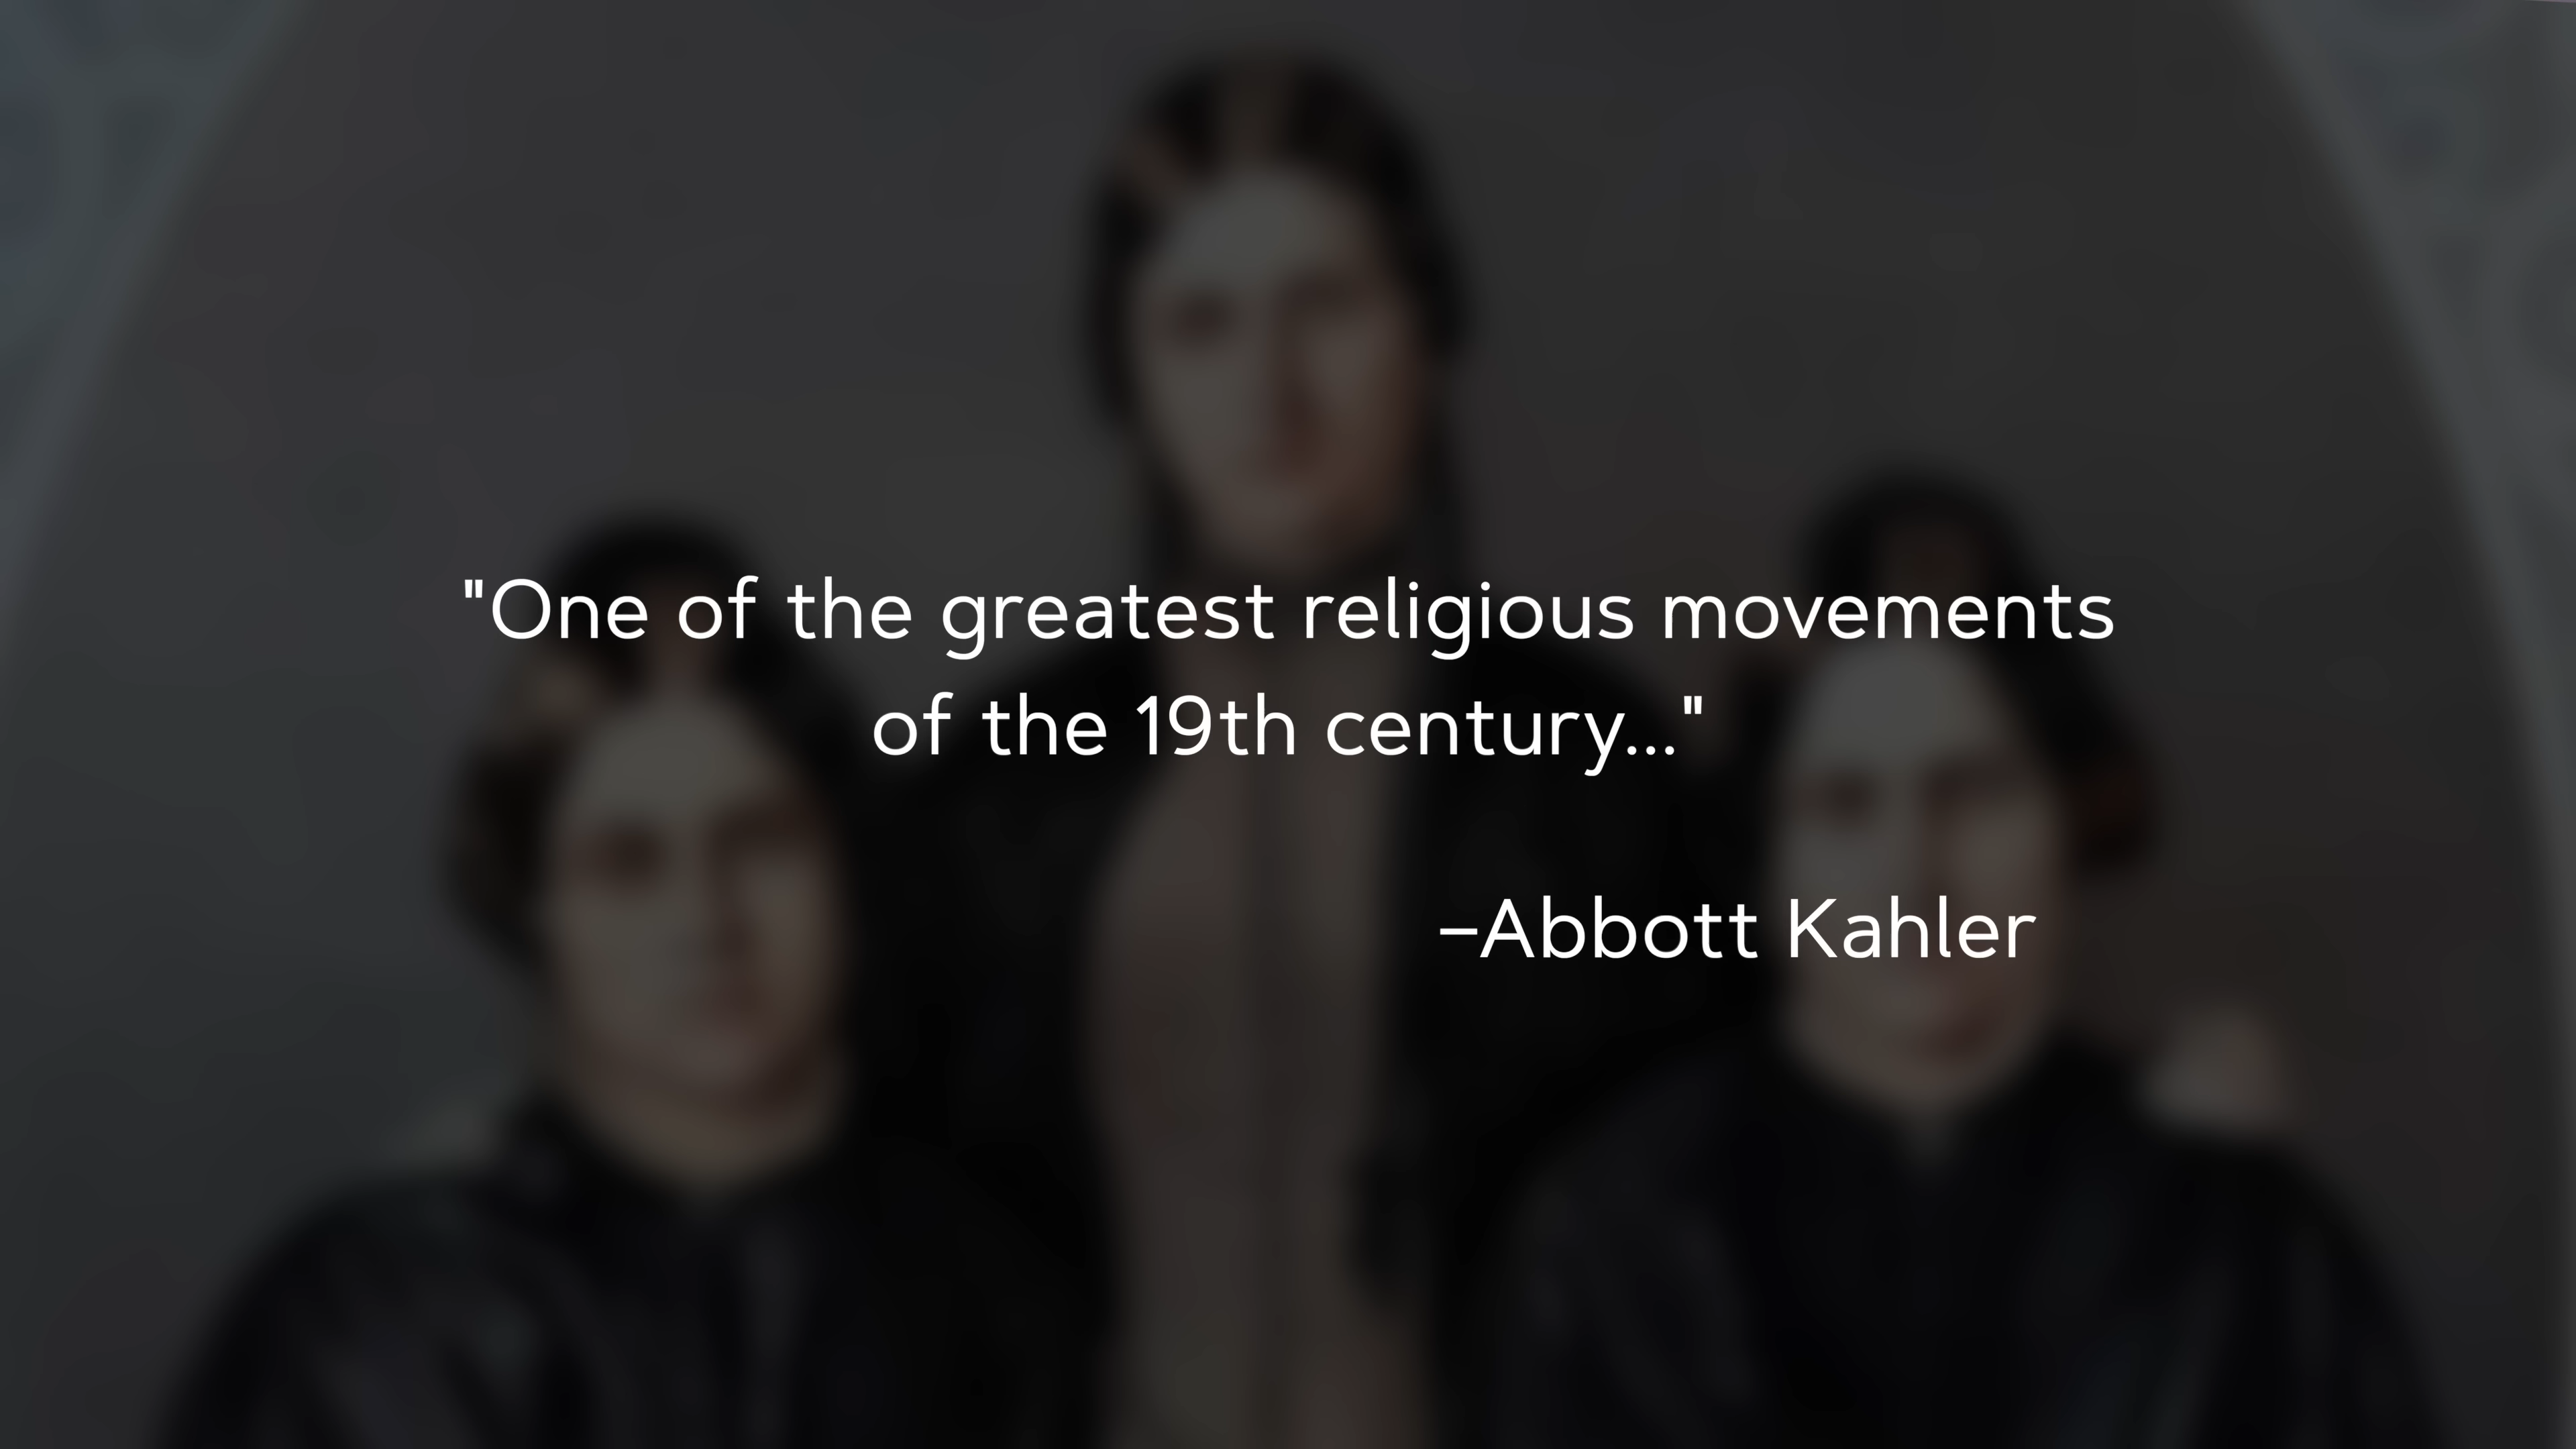 "One of the greatest religious movements
of the 19th century..."
–Abbott Kahler